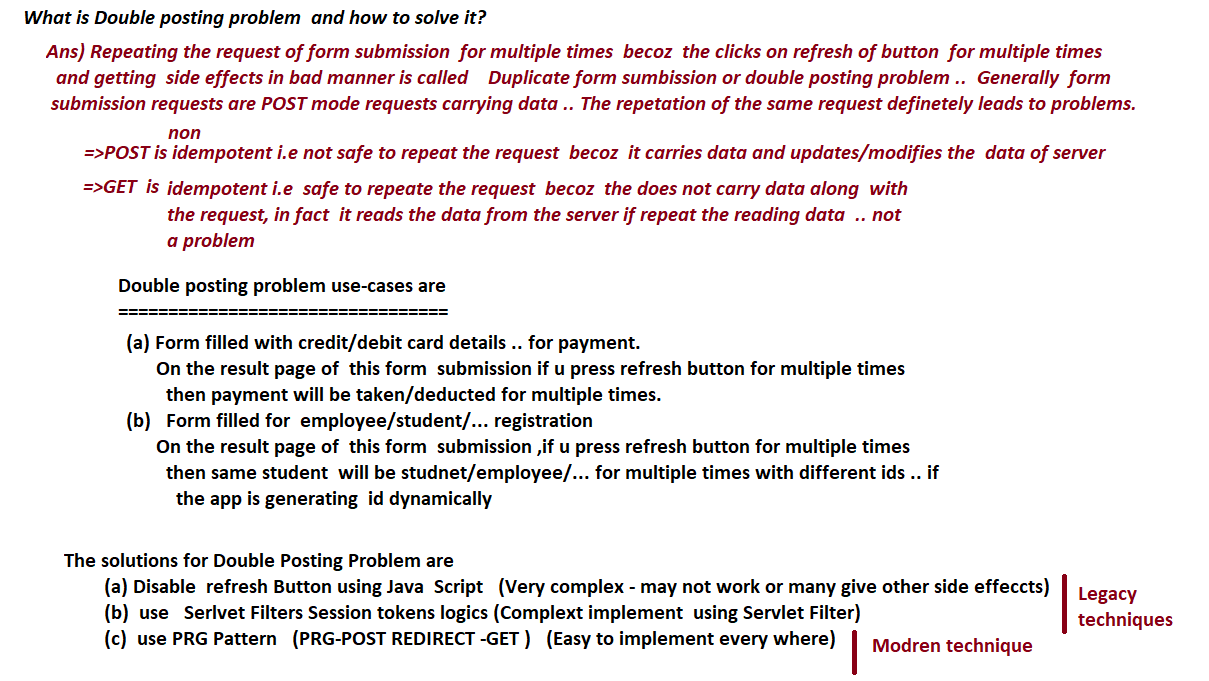 What is Double posting problem  and how to solve it?
Ans) Repeating the request of form submission  for multiple times  becoz  the clicks on refresh of button  for multiple times
and getting  side effects in bad manner is called    Duplicate form sumbission or double posting problem ..  Generally  form
submission requests are POST mode requests carrying data ..  The repetation of the same request definetely leads to problems.
non
=>POST is idempotent i.e not safe to repeat the request  becoz  it carries data and updates/modifies the  data of server
=>GET  is  idempotent i.e  safe to repeate the request  becoz  the does not carry data along  with
the request, in fact  it reads the data from the server if repeat the reading data  .. not
a problem
Double posting problem use-cases are
=================================
(a) Form filled with credit/debit card details .. for payment.
On the result page of  this form  submission if u press refresh button for multiple times
then payment will be taken/deducted for multiple times.
(b)   Form filled for  employee/student/... registration
On the result page of  this form  submission ,if u press refresh button for multiple times
then same student  will be studnet/employee/... for multiple times with different ids .. if
the app is generating  id dynamically
The solutions for Double Posting Problem are
(a) Disable  refresh Button using Java  Script   (Very complex - may not work or many give other side effeccts)
(b)  use   Serlvet Filters Session tokens logics (Complext implement  using Servlet Filter)
Legacy
techniques
(c)  use PRG Pattern   (PRG-POST REDIRECT -GET )   (Easy to implement every where)
Modren technique